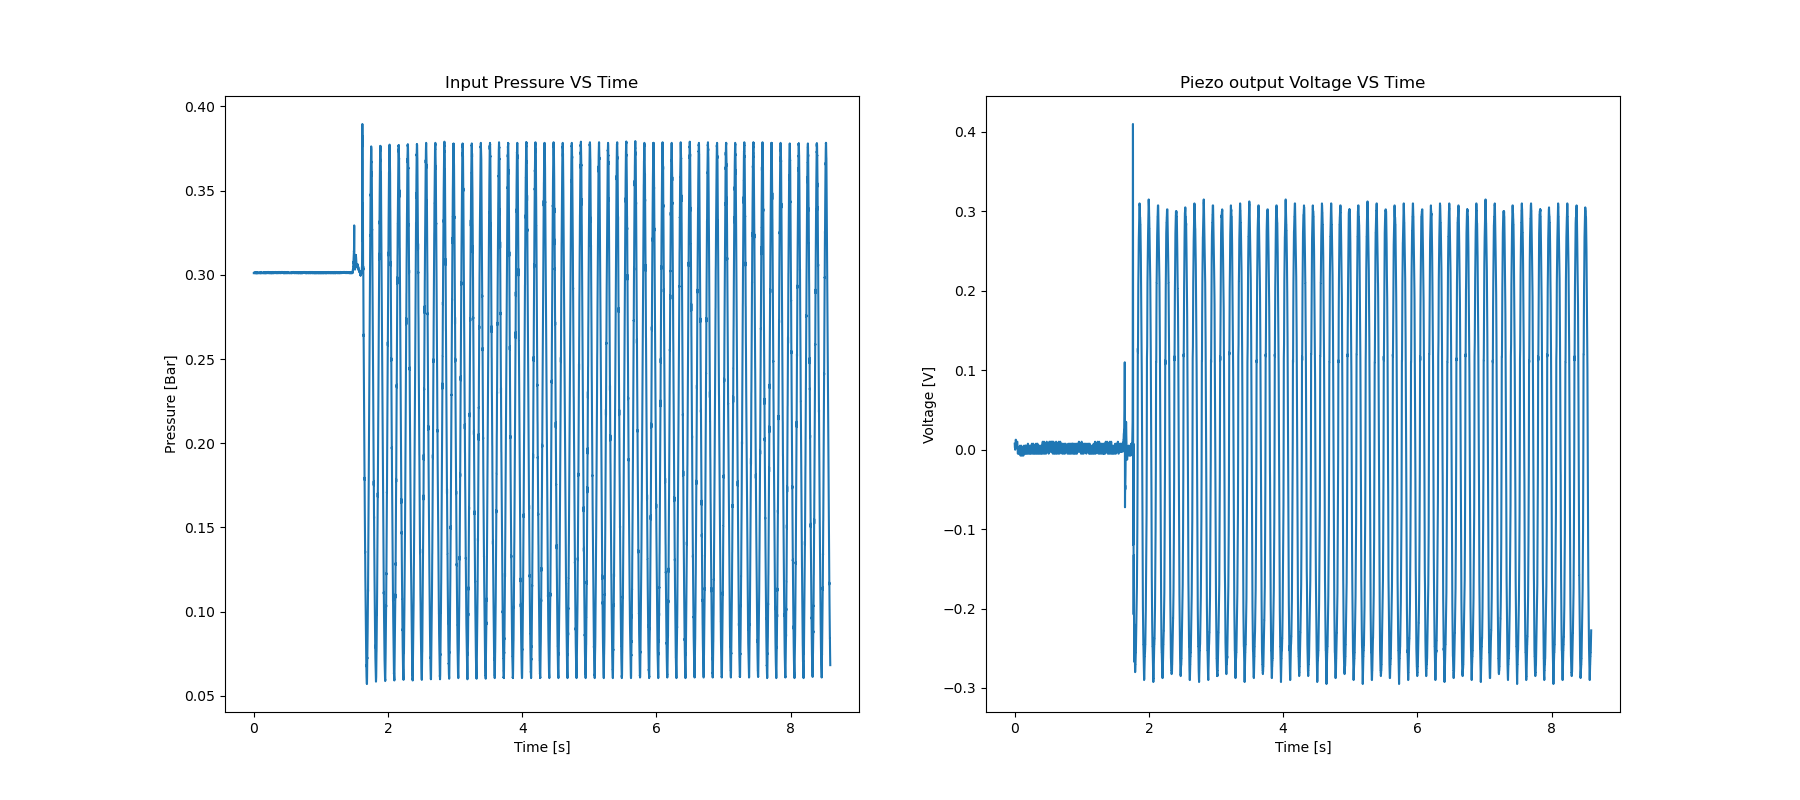 Input Pressure VS Time
0.40
0.35
0.30
0.25
0.20
0.15
0.10
0.05
Pressure [Bar]
0 2 4 6 8
Time [s]
Piezo output Voltage VS Time
0.4
0.3
0.2
0.1
0.0
−0.1
−0.2
−0.3
Voltage [V]
0 2 4 6 8
Time [s]